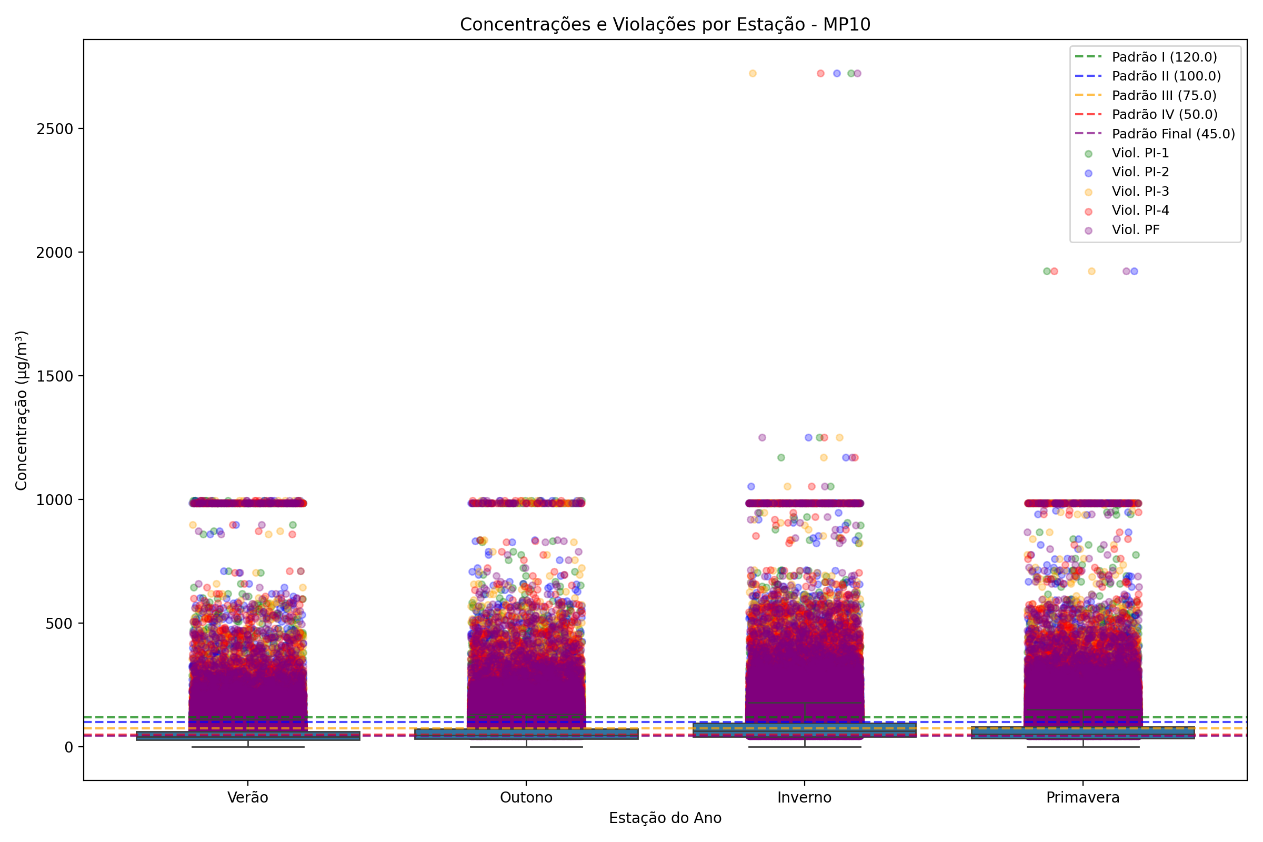 Concentrações e Violações por Estação - MP10
Padrão I (120.0)
Padrão II (100.0)
Padrão III (75.0)
Padrão IV (50.0)
Padrão Final (45.0)
Viol. PI-1
Viol. PI-2
Viol. PI-3
Viol. PI-4
Viol. PF
Concentração (µg/m³)
2500
2000
1500
1000
500
0
Verão Outono Inverno Primavera
Estação do Ano